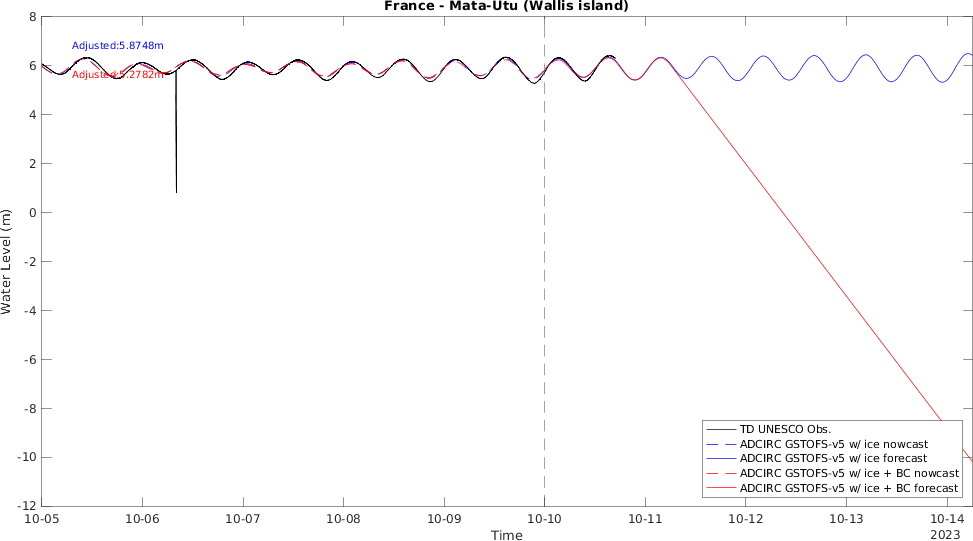 France - Mata-Utu (Wallis island)
Adjusted:5.8748m
Adjusted:5.2782m
Water Level (m)
8
6
4
2
0
-2
-4
-6
-8
-10
-12
10-05
10-06
10-07
10-08
10-09
10-10
10-11
10-12
10-13
10-14
Time
2023
TD UNESCO Obs.
ADCIRC GSTOFS-v5 w/ ice nowcast
ADCIRC GSTOFS-v5 w/ ice forecast
ADCIRC GSTOFS-v5 w/ ice + BC nowcast
ADCIRC GSTOFS-v5 w/ ice + BC forecast